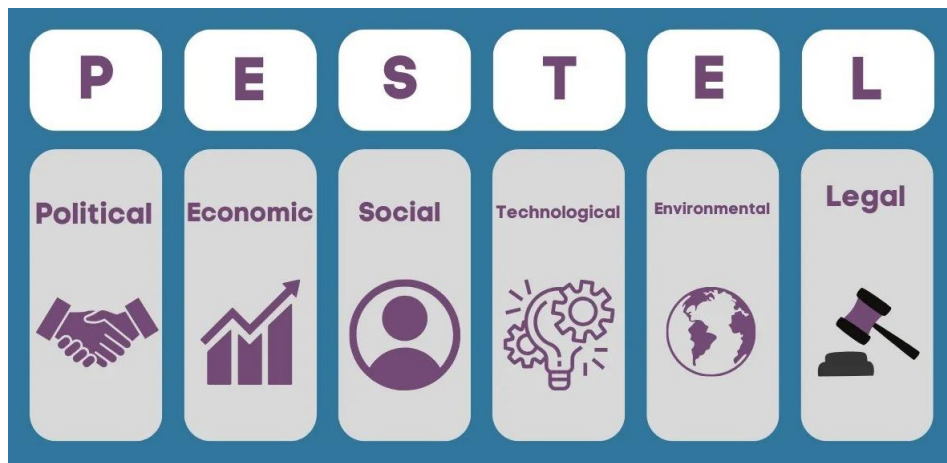 P E S T E L
Political Economic Social Technological Environmental Legal